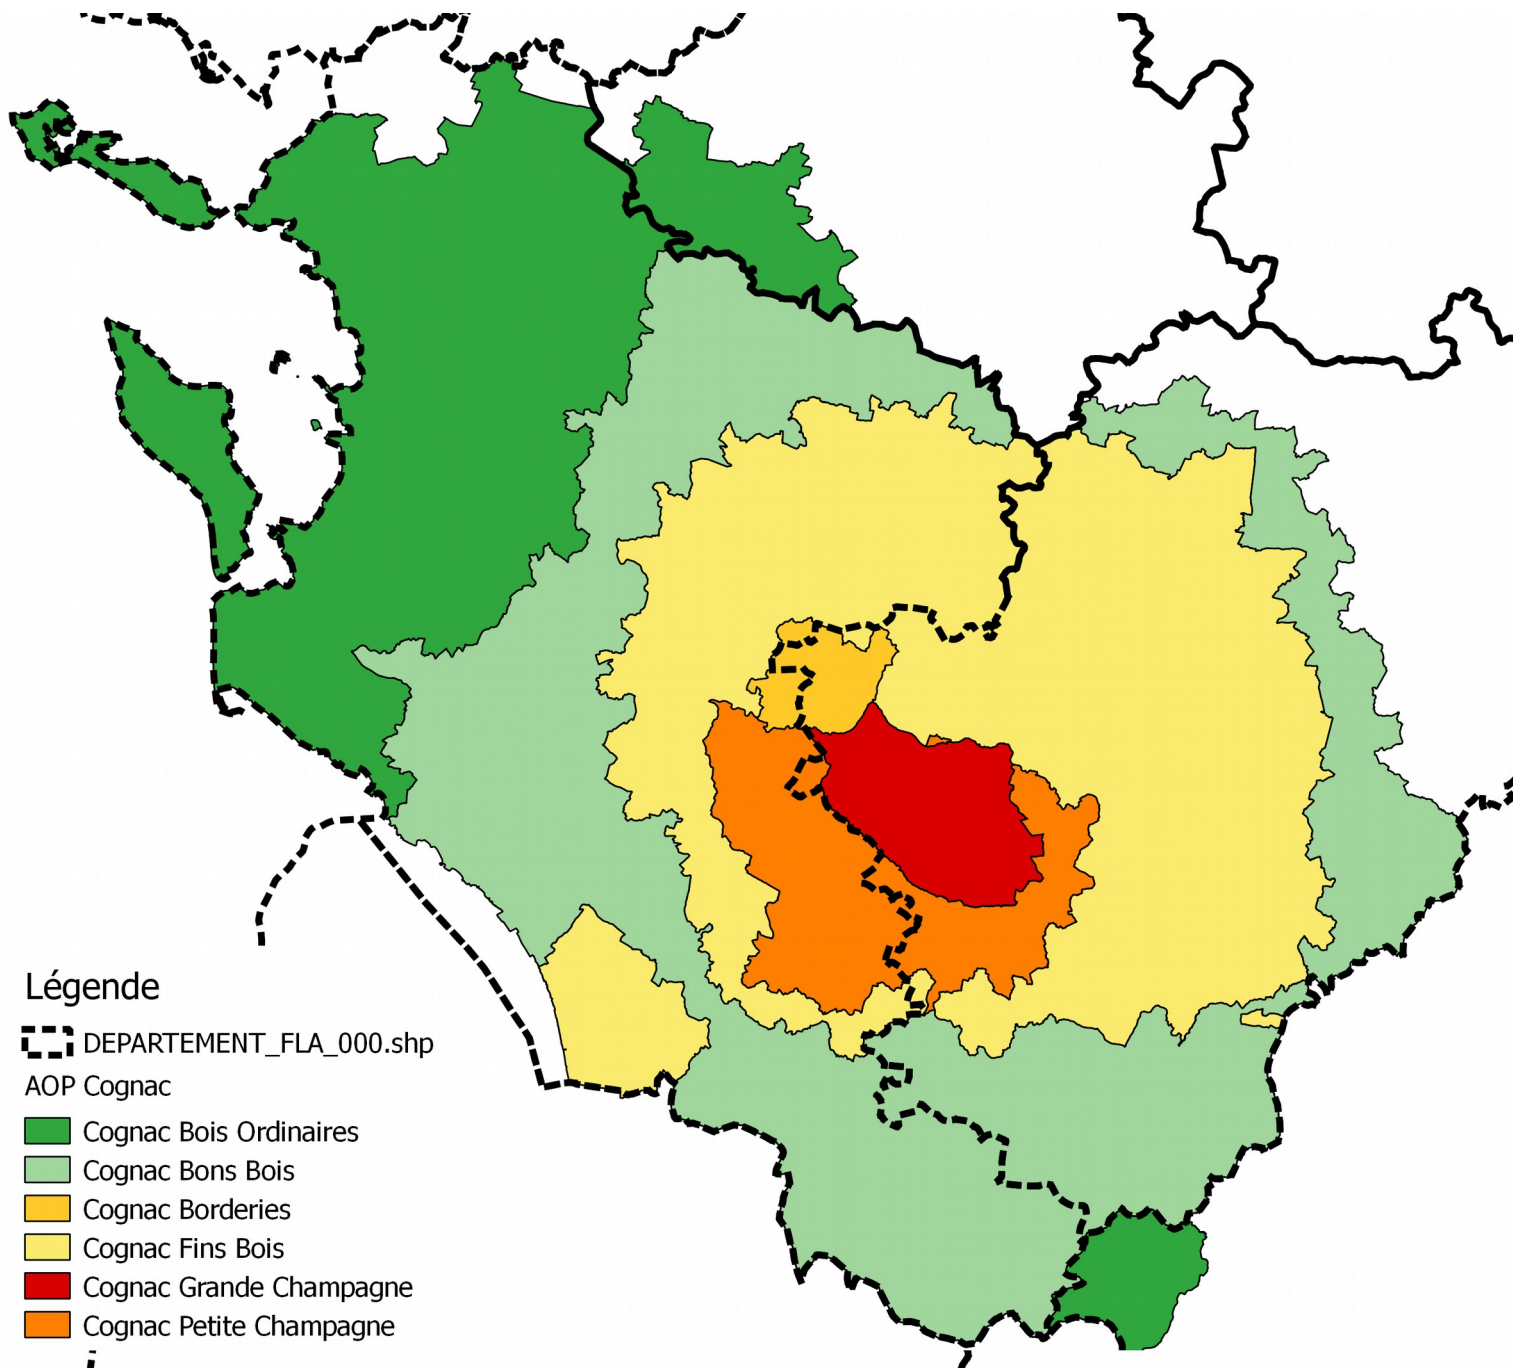 Légende
DEPARTEMENT_FLA_000.shp
AOP Cognac
Cognac Bois Ordinaires
Cognac Bons Bois
Cognac Borderies
Cognac Fins Bois
Cognac Grande Champagne
Cognac Petite Champagne